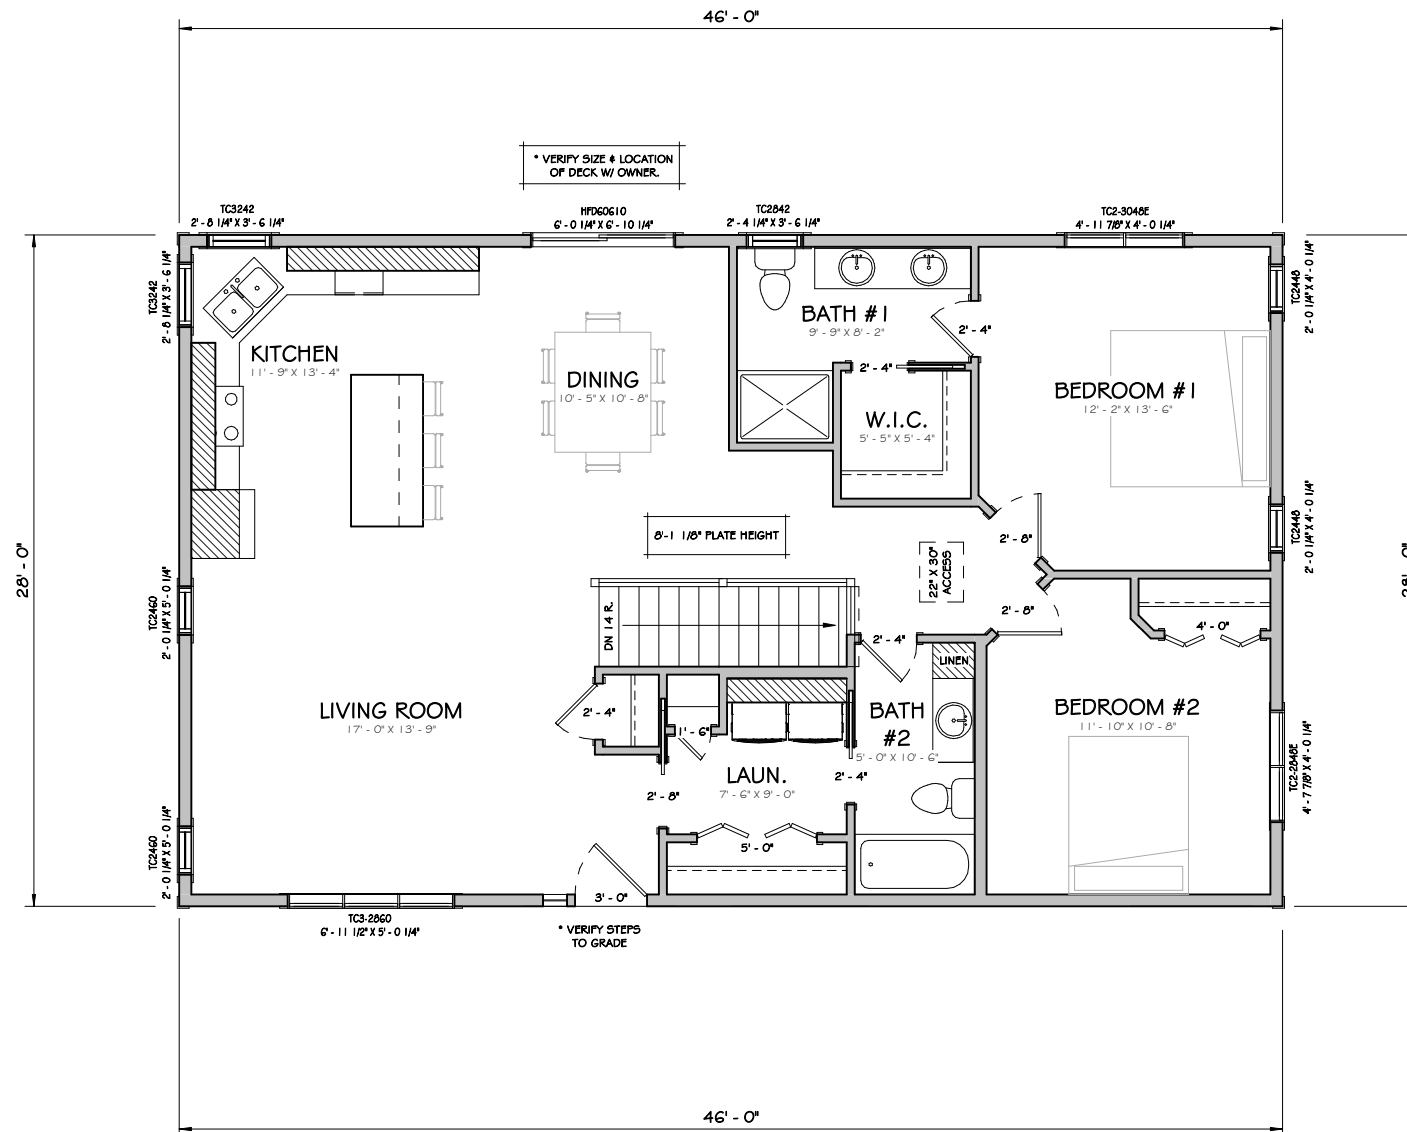 46' - 0"
* VERIFY SIZE & LOCATION
OF DECK W/ OWNER.
TC3242
2' - 8 1/4" X 3' - 6 1/4"
HFD60610
6' - 0 1/4" X 6' - 10 1/4"
TC2842
2' - 4 1/4" X 3' - 6 1/4"
TC2-3048E
4' - 11 7/8" X 4' - 0 1/4"
TC3242
2' - 8 1/4" X 3' - 6 1/4"
TC2448
2' - 0 1/4" X 4' - 0 1/4"
BATH #1
9' - 9" X 8' - 2"
2' - 4"
KITCHEN
11' - 9" X 13' - 4"
DINING
10' - 5" X 10' - 8"
2' - 4"
BEDROOM #1
12' - 2" X 13' - 6"
W.I.C.
5' - 5" X 5' - 4"
28' - 0"
8'-1 1/8" PLATE HEIGHT
2' - 8"
22" X 30"
ACCESS
TC2448
2' - 0 1/4" X 4' - 0 1/4"
28' - 0"
TC2460
2' - 0 1/4" X 5' - 0 1/4"
DN 14 R.
2' - 8"
2' - 4"
4' - 0"
LINEN
LIVING ROOM
17' - 0" X 13' - 9"
2' - 4"
1' - 6"
BATH
#2
5' - 0" X 10' - 6"
BEDROOM #2
11' - 10" X 10' - 8"
LAUN.
7' - 6" X 9' - 0"
2' - 4"
2' - 8"
TC2-2848E
4' - 7 7/8" X 4' - 0 1/4"
TC2460
2' - 0 1/4" X 5' - 0 1/4"
5' - 0"
3' - 0"
TC3-2860
6' - 11 1/2" X 5' - 0 1/4"
* VERIFY STEPS
TO GRADE
46' - 0"